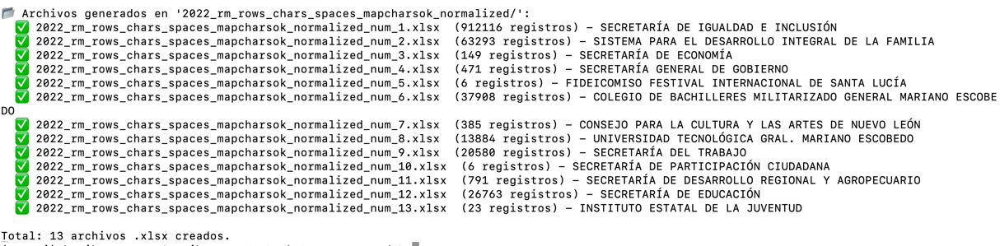 Archivos generados en '2022_rm_rows_chars_spaces_mapcharsok_normalized/':
2022_rm_rows_chars_spaces_mapcharsok_normalized_num_1.xlsx (912116 registros) – SECRETARÍA DE IGUALDAD E INCLUSIÓN
2022_rm_rows_chars_spaces_mapcharsok_normalized_num_2.xlsx (63293 registros) – SISTEMA PARA EL DESARROLLO INTEGRAL DE LA FAMILIA
2022_rm_rows_chars_spaces_mapcharsok_normalized_num_3.xlsx (149 registros) – SECRETARÍA DE ECONOMÍA
2022_rm_rows_chars_spaces_mapcharsok_normalized_num_4.xlsx (471 registros) – SECRETARÍA GENERAL DE GOBIERNO
2022_rm_rows_chars_spaces_mapcharsok_normalized_num_5.xlsx (6 registros) – FIDEICOMISO FESTIVAL INTERNACIONAL DE SANTA LUCÍA
2022_rm_rows_chars_spaces_mapcharsok_normalized_num_6.xlsx (37908 registros) – COLEGIO DE BACHILLERES MILITARIZADO GENERAL MARIANO ESCOBE
DO
2022_rm_rows_chars_spaces_mapcharsok_normalized_num_7.xlsx (385 registros) – CONSEJO PARA LA CULTURA Y LAS ARTES DE NUEVO LEÓN
2022_rm_rows_chars_spaces_mapcharsok_normalized_num_8.xlsx (13884 registros) – UNIVERSIDAD TECNOLÓGICA GRAL. MARIANO ESCOBEDO
2022_rm_rows_chars_spaces_mapcharsok_normalized_num_9.xlsx (20580 registros) – SECRETARÍA DEL TRABAJO
2022_rm_rows_chars_spaces_mapcharsok_normalized_num_10.xlsx (6 registros) – SECRETARÍA DE PARTICIPACIÓN CIUDADANA
2022_rm_rows_chars_spaces_mapcharsok_normalized_num_11.xlsx (791 registros) – SECRETARÍA DE DESARROLLO REGIONAL Y AGROPECUARIO
2022_rm_rows_chars_spaces_mapcharsok_normalized_num_12.xlsx (26763 registros) – SECRETARÍA DE EDUCACIÓN
2022_rm_rows_chars_spaces_mapcharsok_normalized_num_13.xlsx (23 registros) – INSTITUTO ESTATAL DE LA JUVENTUD
Total: 13 archivos .xlsx creados.